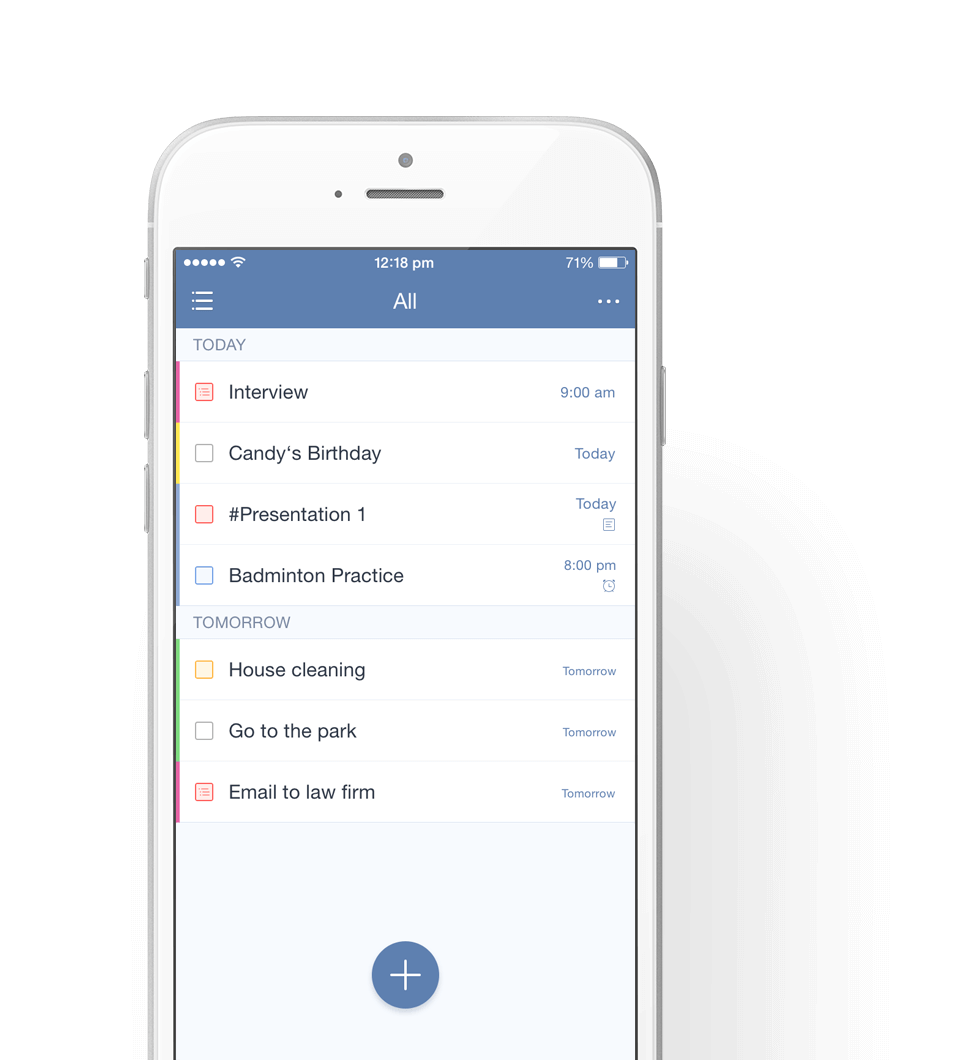 12:18 pm 71%
All
TODAY
Interview 9:00 am
Candy‘s Birthday Today
#Presentation 1 Today
Badminton Practice 8:00 pm
TOMORROW
House cleaning Tomorrow
Go to the park Tomorrow
Email to law firm Tomorrow